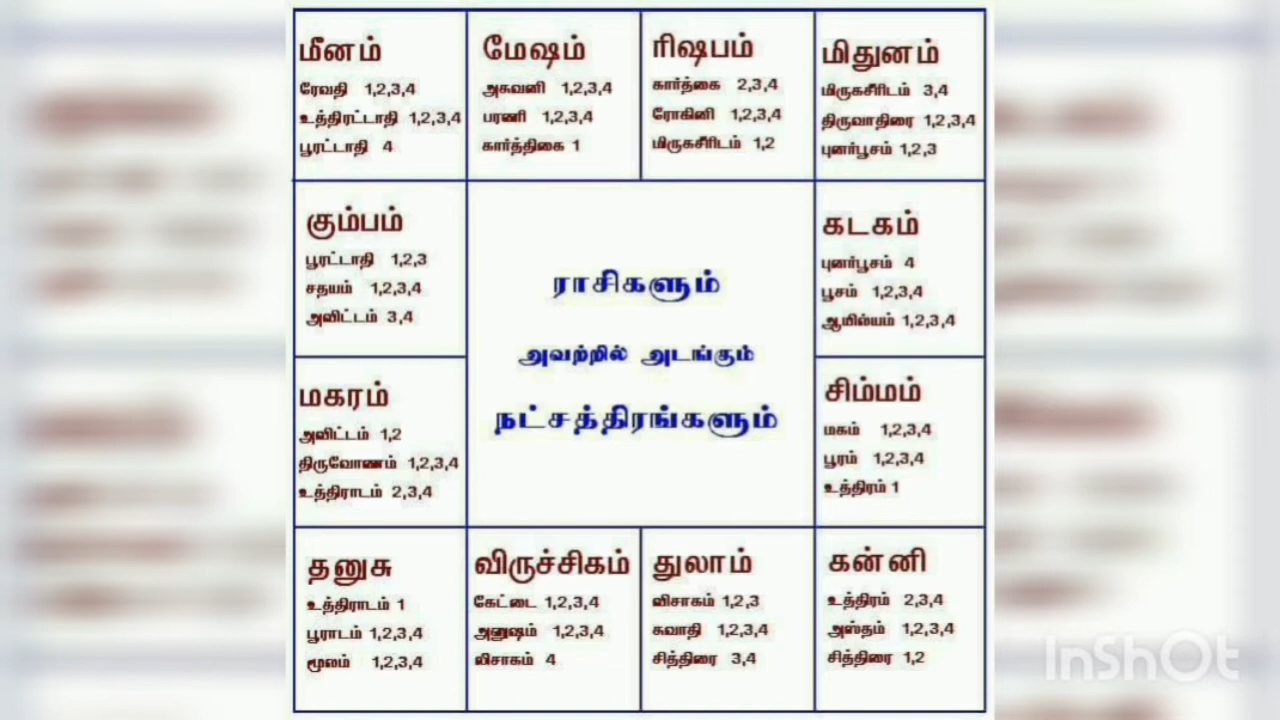 மீனம்
ரேவதி 1,2,3,4
உத்திரட்டாதி 1,2,3,4
பூரட்டாதி 4
மேஷம்
அசுவனி 1,2,3,4
பரணி 1,2,3,4
கார்த்திகை 1
ரிஷபம்
கார்த்கை 2,3,4
ரோகினி 1,2,3,4
மிருகசீரிடம் 1,2
மிதுனம்
மிருகசீரிடம் 3,4
திருவாதிரை 1,2,3,4
புனர்பூசம் 1,2,3
கும்பம்
பூரட்டாதி 1,2,3
சதயம் 1,2,3,4
அவிட்டம் 3,4
ராசிகளும்
அவற்றில் அடங்கும்
நட்சத்திரங்களும்
கடகம்
புனர்பூசம் 4
பூசம் 1,2,3,4
ஆயில்யம் 1,2,3,4
மகரம்
அவிட்டம் 1,2
திருவோணம் 1,2,3,4
உத்திராடம் 2,3,4
சிம்மம்
மகம் 1,2,3,4
பூரம் 1,2,3,4
உத்திரம் 1
தனுசு
உத்திராடம் 1
பூராடம் 1,2,3,4
மூலம் 1,2,3,4
விருச்சிகம்
கேட்டை 1,2,3,4
அனுஷம் 1,2,3,4
விசாகம் 4
துலாம்
விசாகம் 1,2,3
சுவாதி 1,2,3,4
சித்திரை 3,4
கன்னி
உத்திரம் 2,3,4
அஸ்தம் 1,2,3,4
சித்திரை 1,2
InShOt